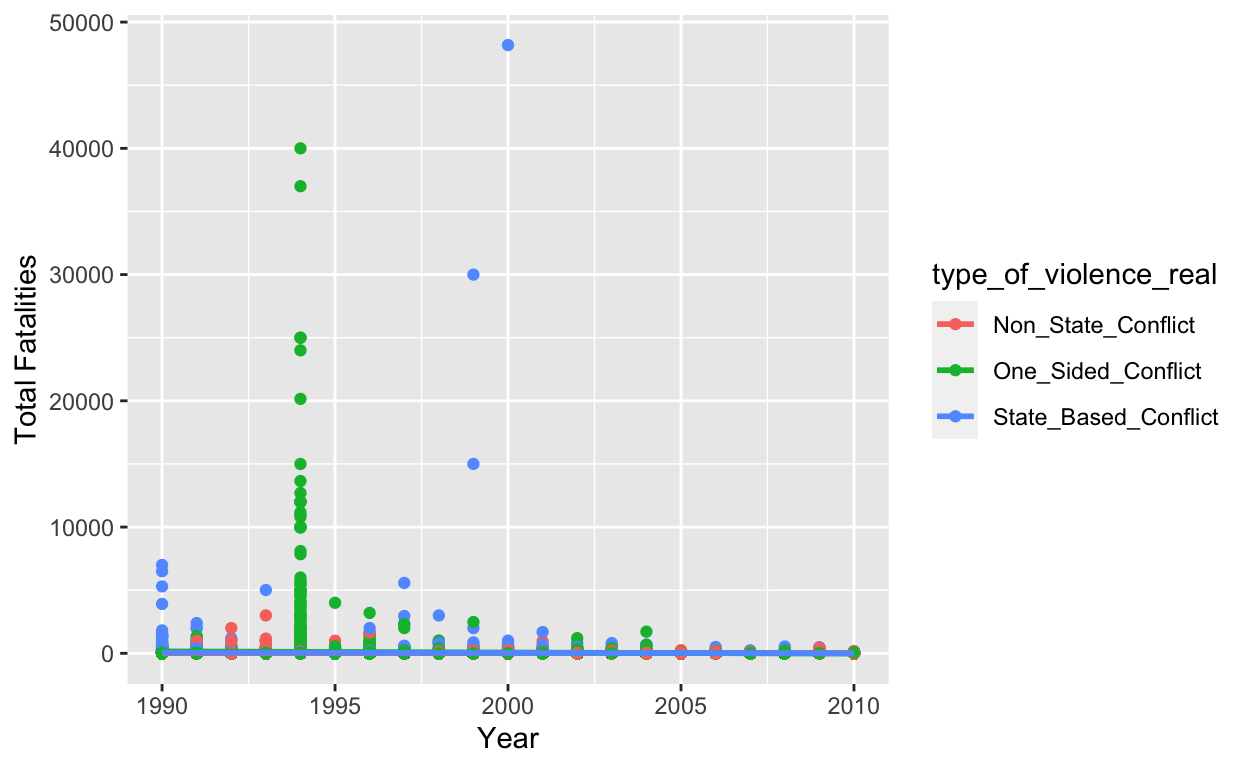 50000
40000
30000
20000
10000
0
Total Fatalities
1990 1995 2000 2005 2010
Year
type_of_violence_real
Non_State_Conflict
One_Sided_Conflict
State_Based_Conflict